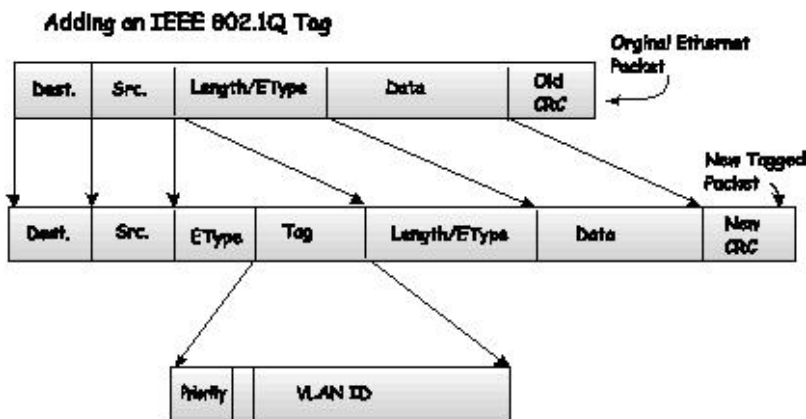 Adding an IEEE 802.1Q Tag
Orginal Ethernet
Packet
Dest. Src. Length/EType Data Old
CRC
New Tagged
Packet
Dest. Src. EType Tag Length/EType Data New
CRC
Priority VLAN ID